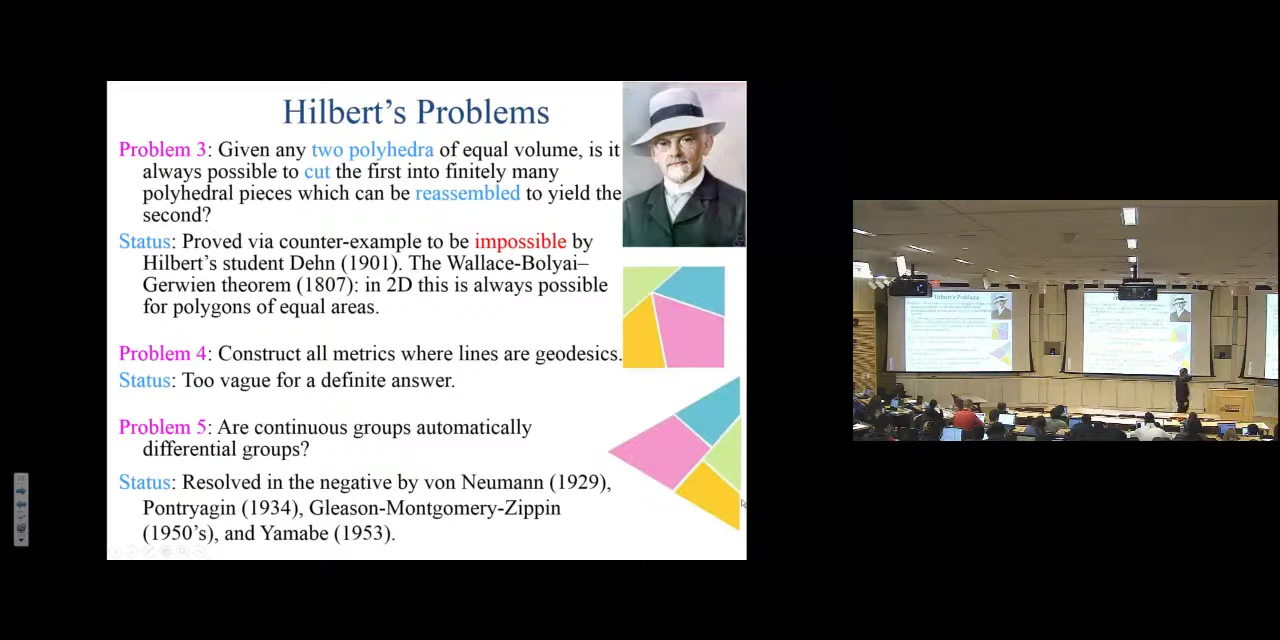 Hilbert’s Problems
Problem 3: Given any two polyhedra of equal volume, is it
always possible to cut the first into finitely many
polyhedral pieces which can be reassembled to yield the
second?
Status: Proved via counter-example to be impossible by
Hilbert’s student Dehn (1901). The Wallace-Bolyai–
Gerwien theorem (1807): in 2D this is always possible
for polygons of equal areas.
Problem 4: Construct all metrics where lines are geodesics.
Status: Too vague for a definite answer.
Problem 5: Are continuous groups automatically
differential groups?
Status: Resolved in the negative by von Neumann (1929),
Pontryagin (1934), Gleason-Montgomery-Zippin
(1950’s), and Yamabe (1953).
Hilbert's Problems